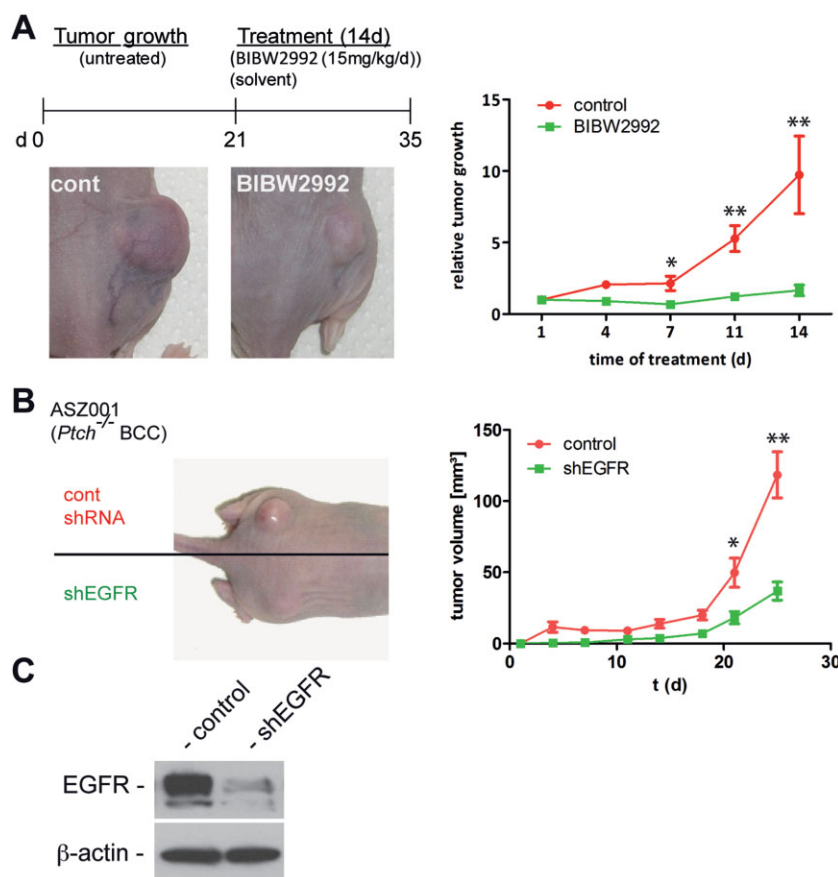 A
Tumor growth
(untreated)
Treatment (14d)
(BIBW2992 (15mg/kg/d))
(solvent)
d 0
21
35
cont
BIBW2992
control
BIBW2992
15
10
5
0
relative tumor growth
*
**
**
1 4 7 11 14
time of treatment (d)
B
ASZ001
(Ptch-/- BCC)
cont
shRNA
shEGFR
control
shEGFR
150
100
50
0
tumor volume [mm³]
*
**
0 10 20 30
t (d)
C
- control
- shEGFR
EGFR -
β-actin -